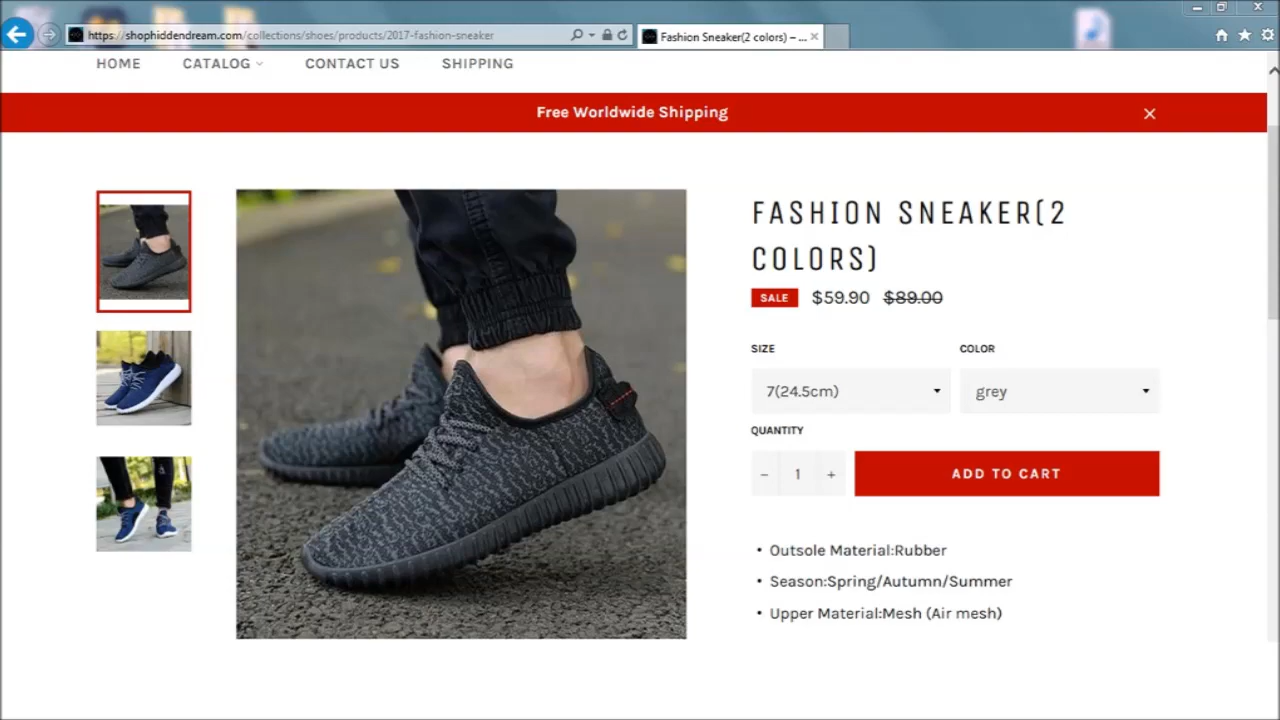 https://shophiddendream.com/collections/shoes/products/2017-fashion-sneaker
Fashion Sneaker(2 colors) – ...
HOME
CATALOG
CONTACT US
SHIPPING
Free Worldwide Shipping
FASHION SNEAKER(2
COLORS)
SALE $59.90 $89.00
SIZE
COLOR
7(24.5cm)
grey
QUANTITY
− 1 +
ADD TO CART
• Outsole Material:Rubber
• Season:Spring/Autumn/Summer
• Upper Material:Mesh (Air mesh)